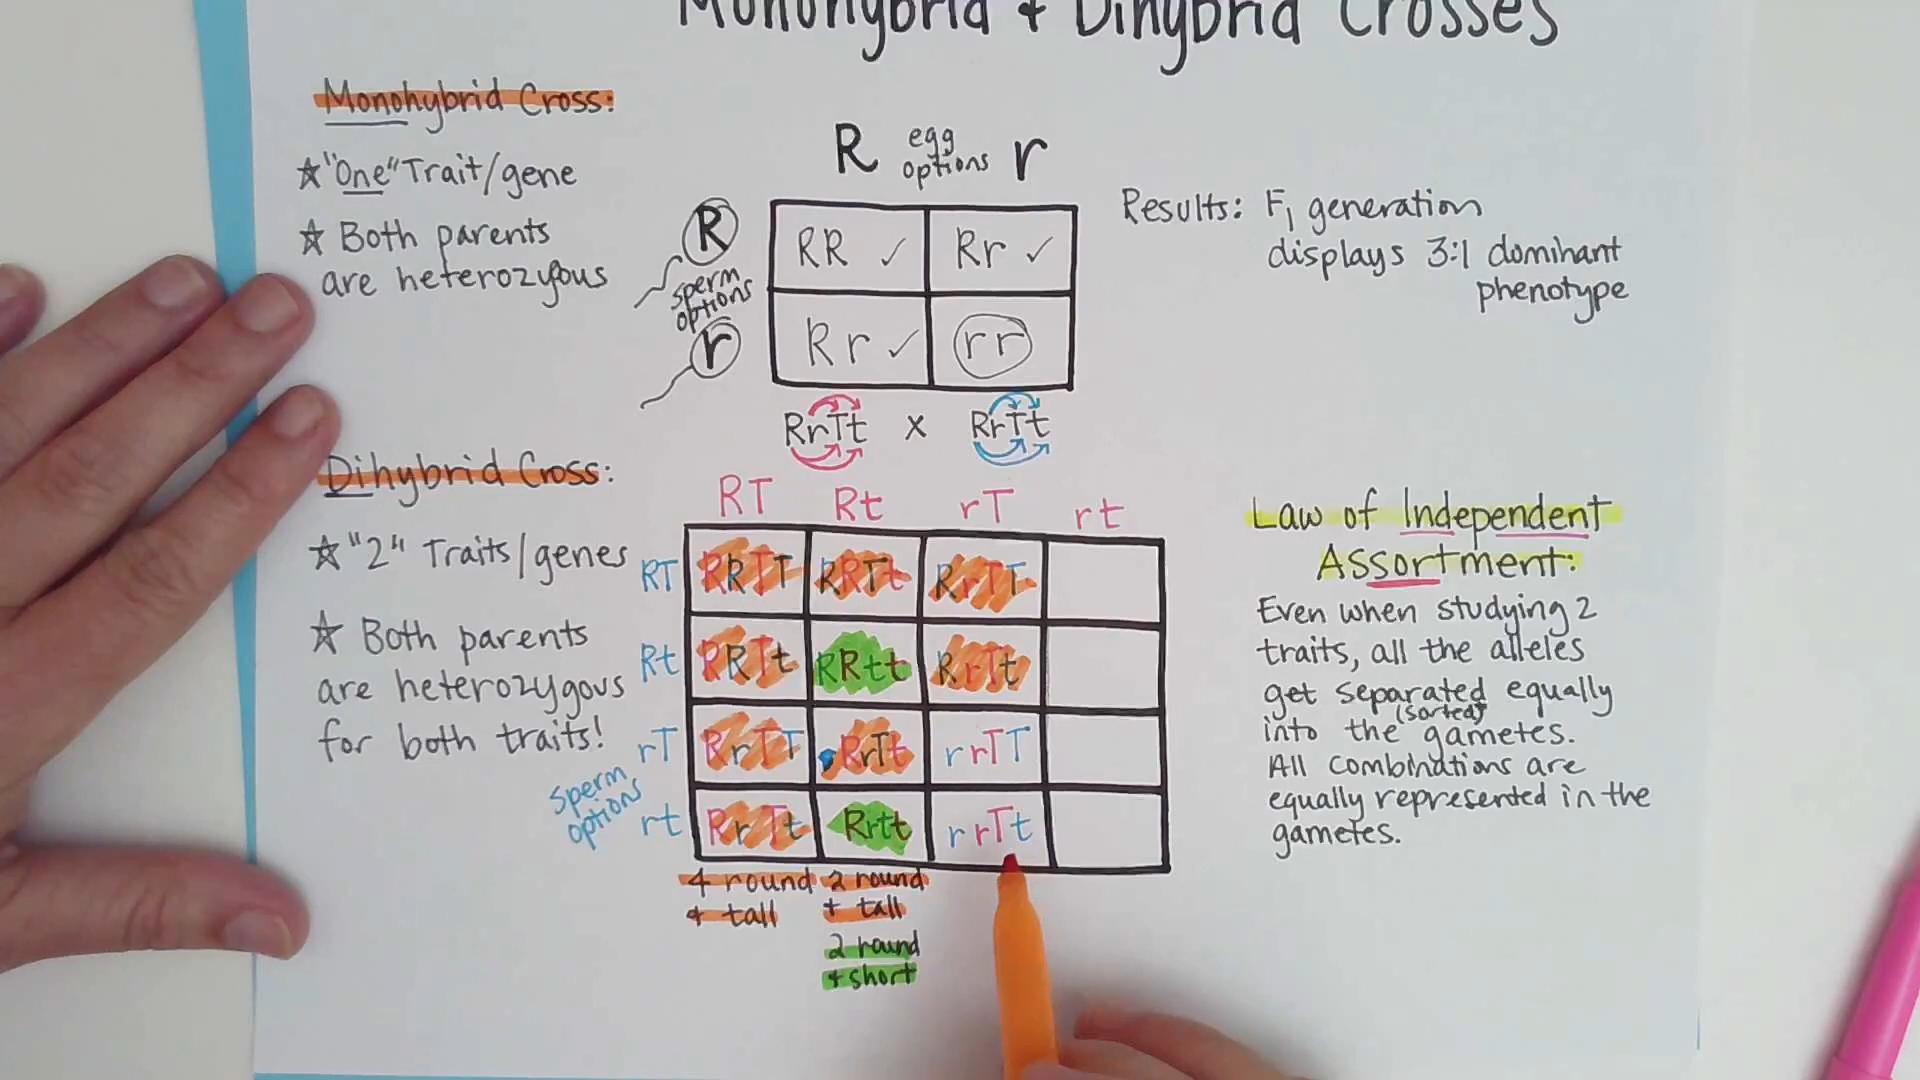 Monohybrid + Dihybrid Crosses
Monohybrid Cross:
☆ "One" Trait/gene
☆ Both parents
are heterozygous
R egg options r
R
sperm options
r
RR ✓ Rr ✓
Rr ✓ rr
Results: F₁ generation
displays 3:1 dominant
phenotype
RrTt x RrTt
Dihybrid Cross:
☆ "2" Traits/genes
☆ Both parents
are heterozygous
for both traits!
sperm options
RT Rt rT rt
RT RRTT RRTt RrTT
Rt RRTt RRtt RrTt
rT RrTT RrTt rrTT
rt RrTt Rrtt rrTt
4 round
+ tall
2 round
+ tall
2 round
+ short
Law of Independent
Assortment:
Even when studying 2
traits, all the alleles
get separated equally
(sorted)
into the gametes.
All combinations are
equally represented in the
gametes.